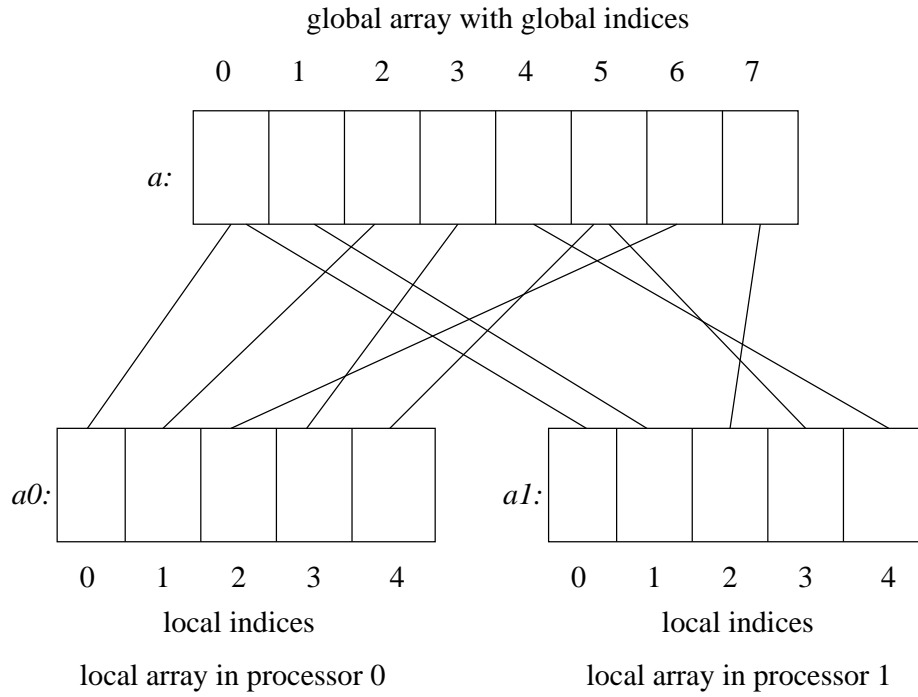 global array with global indices
0 1 2 3 4 5 6 7
a:
a0: a1:
0 1 2 3 4 0 1 2 3 4
local indices local indices
local array in processor 0 local array in processor 1